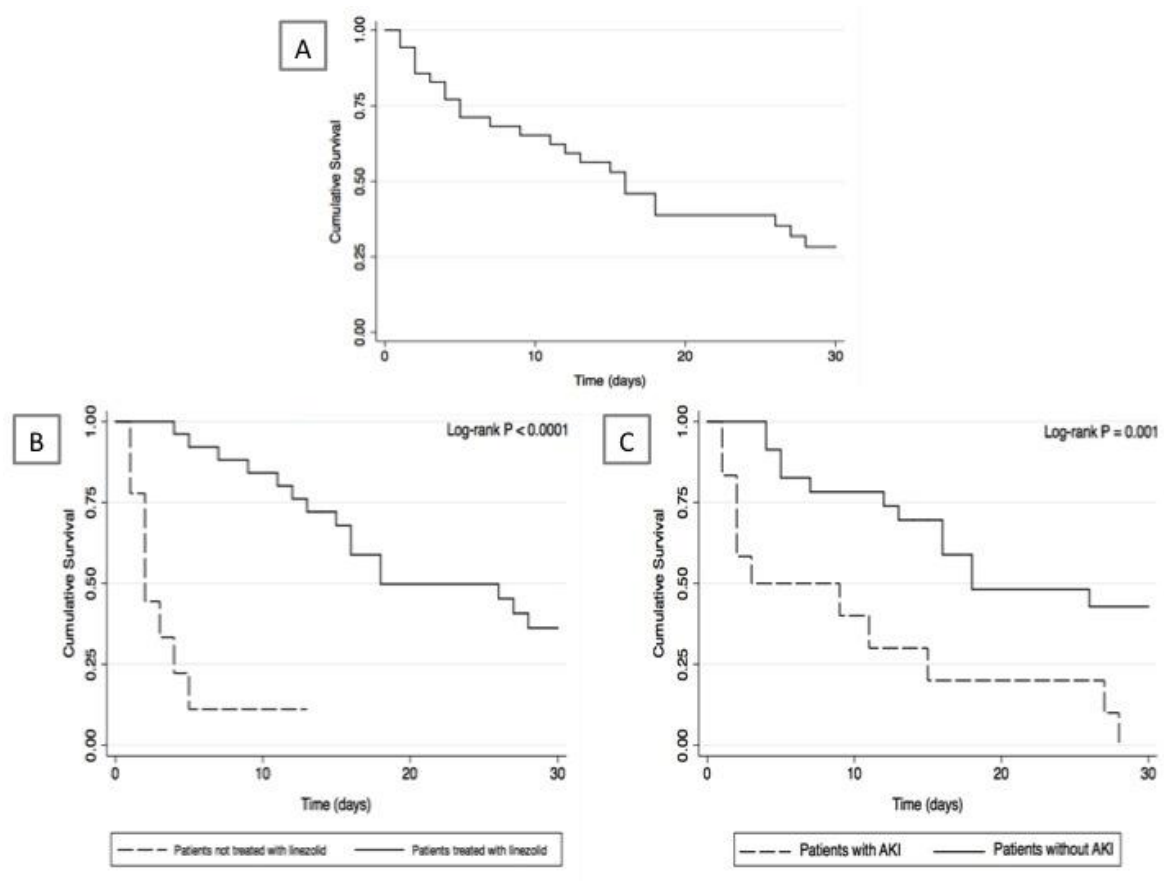 A
Cumulative Survival
1.00
0.75
0.50
0.25
0.00
0 10 20 30
Time (days)
B
Log-rank P < 0.0001
Cumulative Survival
1.00
0.75
0.50
0.25
0.00
0 10 20 30
Time (days)
Patients not treated with linezolid Patients treated with linezolid
C
Log-rank P = 0.001
Cumulative Survival
1.00
0.75
0.50
0.25
0.00
0 10 20 30
Time (days)
Patients with AKI Patients without AKI